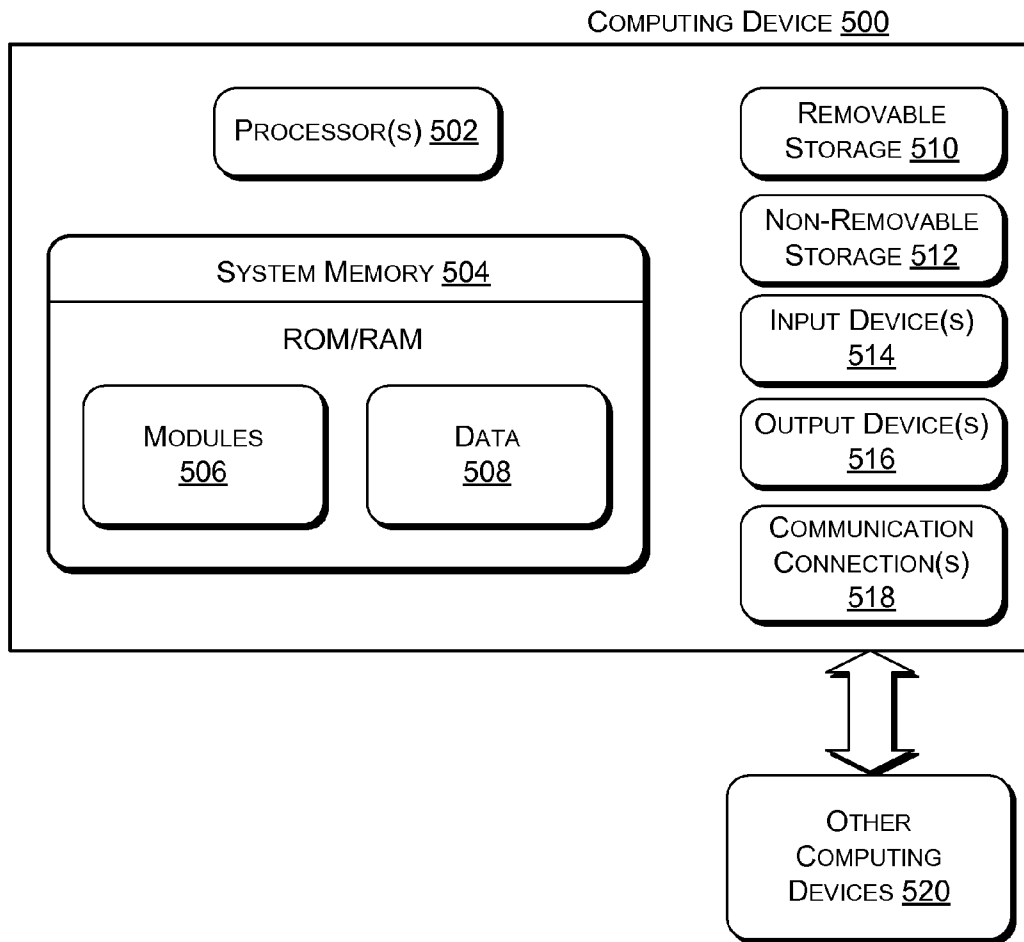 COMPUTING DEVICE 500
PROCESSOR(S) 502
SYSTEM MEMORY 504
ROM/RAM
MODULES
506
DATA
508
REMOVABLE
STORAGE 510
NON-REMOVABLE
STORAGE 512
INPUT DEVICE(S)
514
OUTPUT DEVICE(S)
516
COMMUNICATION
CONNECTION(S)
518
OTHER
COMPUTING
DEVICES 520